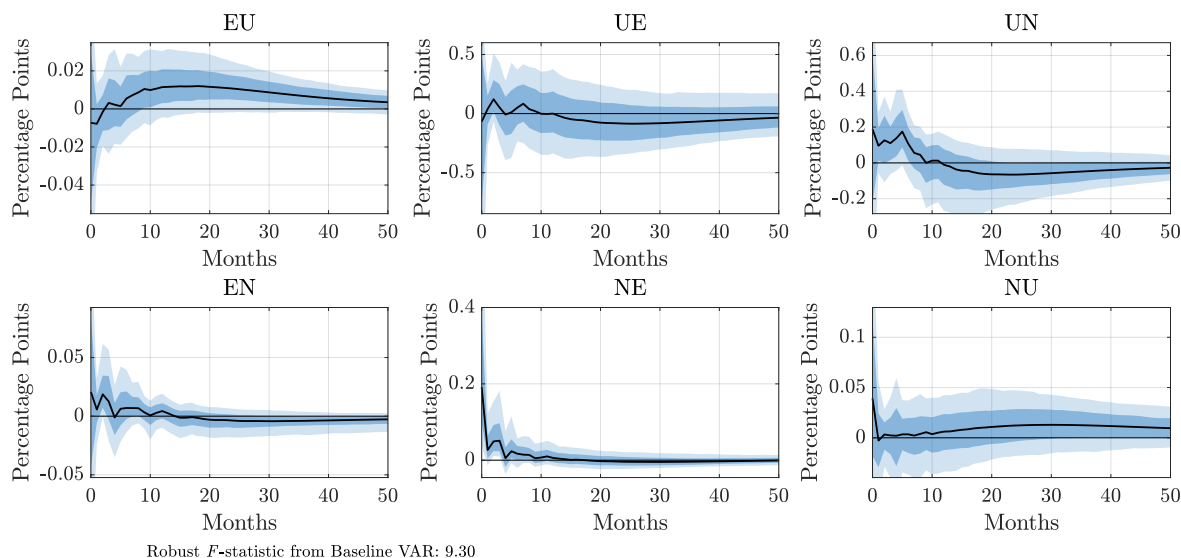 EU
UE
UN
Percentage Points
0.02
0
-0.02
-0.04
0 10 20 30 40 50
Months
Percentage Points
0.5
0
-0.5
0 10 20 30 40 50
Months
Percentage Points
0.6
0.4
0.2
0
-0.2
0 10 20 30 40 50
Months
EN
NE
NU
Percentage Points
0.05
0
-0.05
0 10 20 30 40 50
Months
Percentage Points
0.4
0.2
0
0 10 20 30 40 50
Months
Percentage Points
0.1
0.05
0
0 10 20 30 40 50
Months
Robust F-statistic from Baseline VAR: 9.30